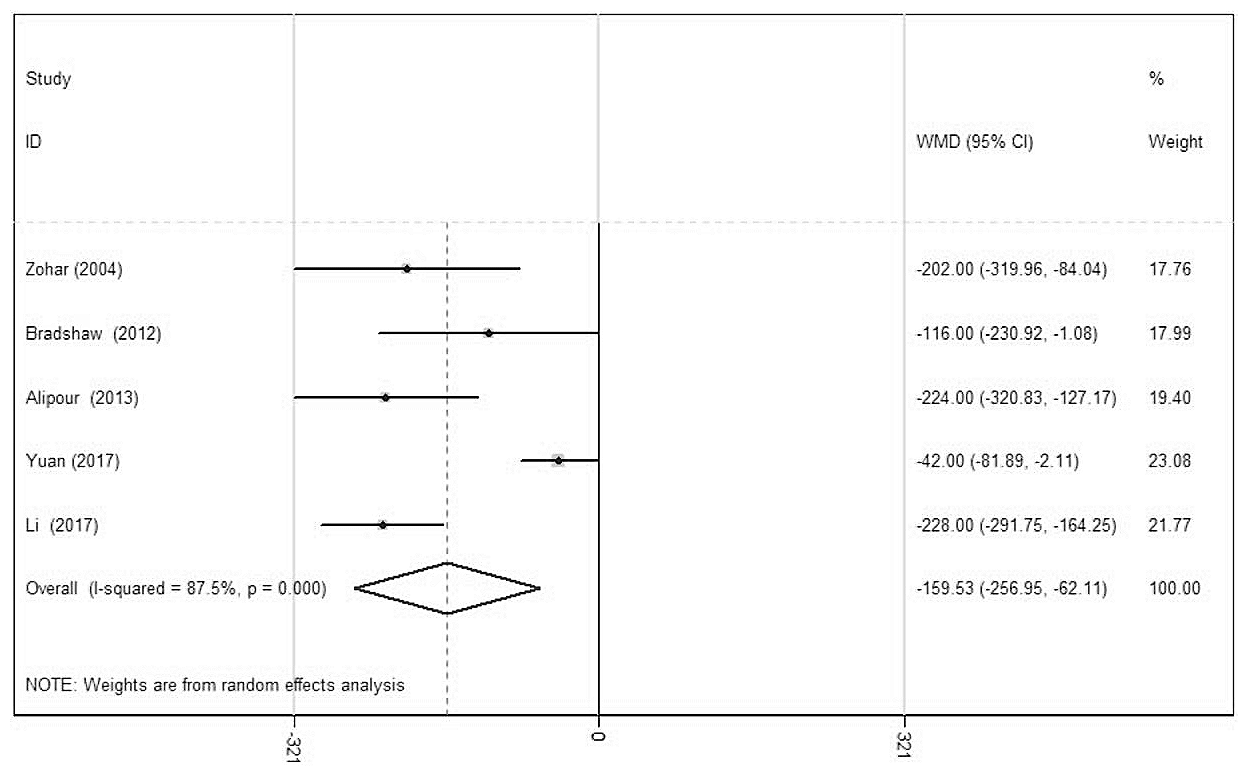 Study %
ID WMD (95% CI) Weight
Zohar (2004) -202.00 (-319.96, -84.04) 17.76
Bradshaw (2012) -116.00 (-230.92, -1.08) 17.99
Alipour (2013) -224.00 (-320.83, -127.17) 19.40
Yuan (2017) -42.00 (-81.89, -2.11) 23.08
Li (2017) -228.00 (-291.75, -164.25) 21.77
Overall (I-squared = 87.5%, p = 0.000) -159.53 (-256.95, -62.11) 100.00
NOTE: Weights are from random effects analysis
-321 0 321